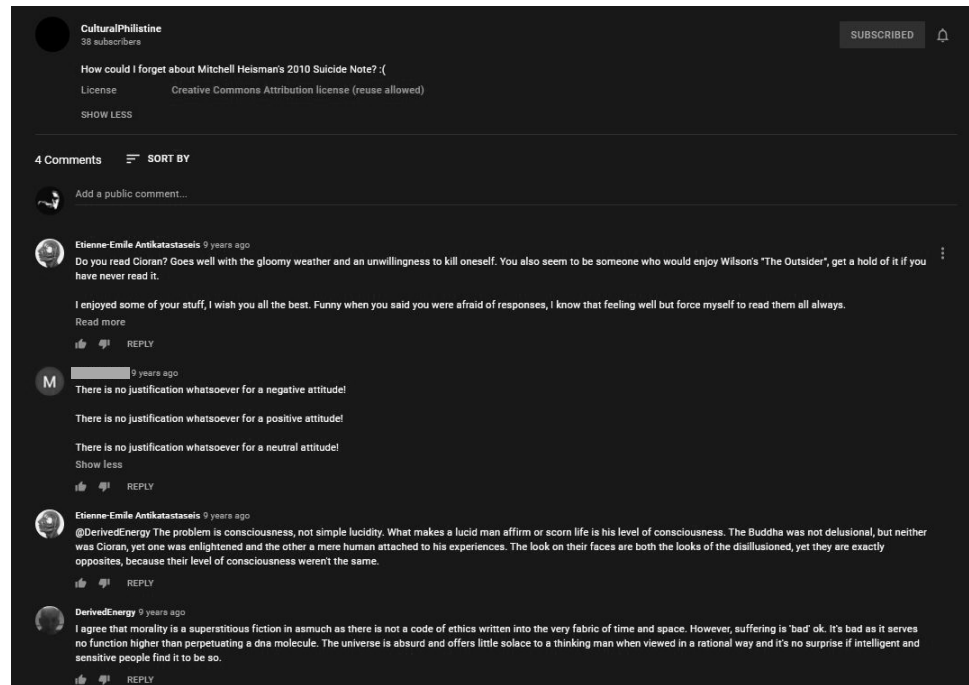 CulturalPhilistine
38 subscribers
SUBSCRIBED
How could I forget about Mitchell Heisman's 2010 Suicide Note? :(
License Creative Commons Attribution license (reuse allowed)
SHOW LESS
4 Comments SORT BY
Add a public comment...
Etienne-Emile Antikatastaseis 9 years ago
Do you read Cioran? Goes well with the gloomy weather and an unwillingness to kill oneself. You also seem to be someone who would enjoy Wilson's "The Outsider", get a hold of it if you
have never read it.
I enjoyed some of your stuff, I wish you all the best. Funny when you said you were afraid of responses, I know that feeling well but force myself to read them all always.
Read more
REPLY
M
9 years ago
There is no justification whatsoever for a negative attitude!
There is no justification whatsoever for a positive attitude!
There is no justification whatsoever for a neutral attitude!
Show less
REPLY
Etienne-Emile Antikatastaseis 9 years ago
@DerivedEnergy The problem is consciousness, not simple lucidity. What makes a lucid man affirm or scorn life is his level of consciousness. The Buddha was not delusional, but neither
was Cioran, yet one was enlightened and the other a mere human attached to his experiences. The look on their faces are both the looks of the disillusioned, yet they are exactly
opposites, because their level of consciousness weren't the same.
REPLY
DerivedEnergy 9 years ago
I agree that morality is a superstitious fiction in asmuch as there is not a code of ethics written into the very fabric of time and space. However, suffering is 'bad' ok. It's bad as it serves
no function higher than perpetuating a dna molecule. The universe is absurd and offers little solace to a thinking man when viewed in a rational way and it's no surprise if intelligent and
sensitive people find it to be so.
REPLY